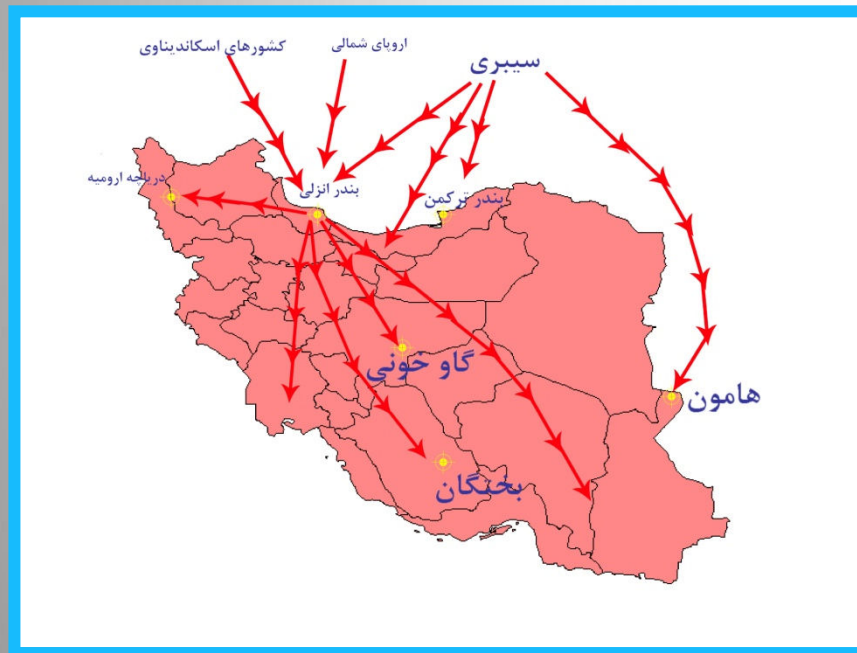 کشورهای اسکاندیناوی
اروپای شمالی
سیبری
دریاچه ارومیه
بندر انزلی
بندر ترکمن
گاو خونی
هامون
بختگان